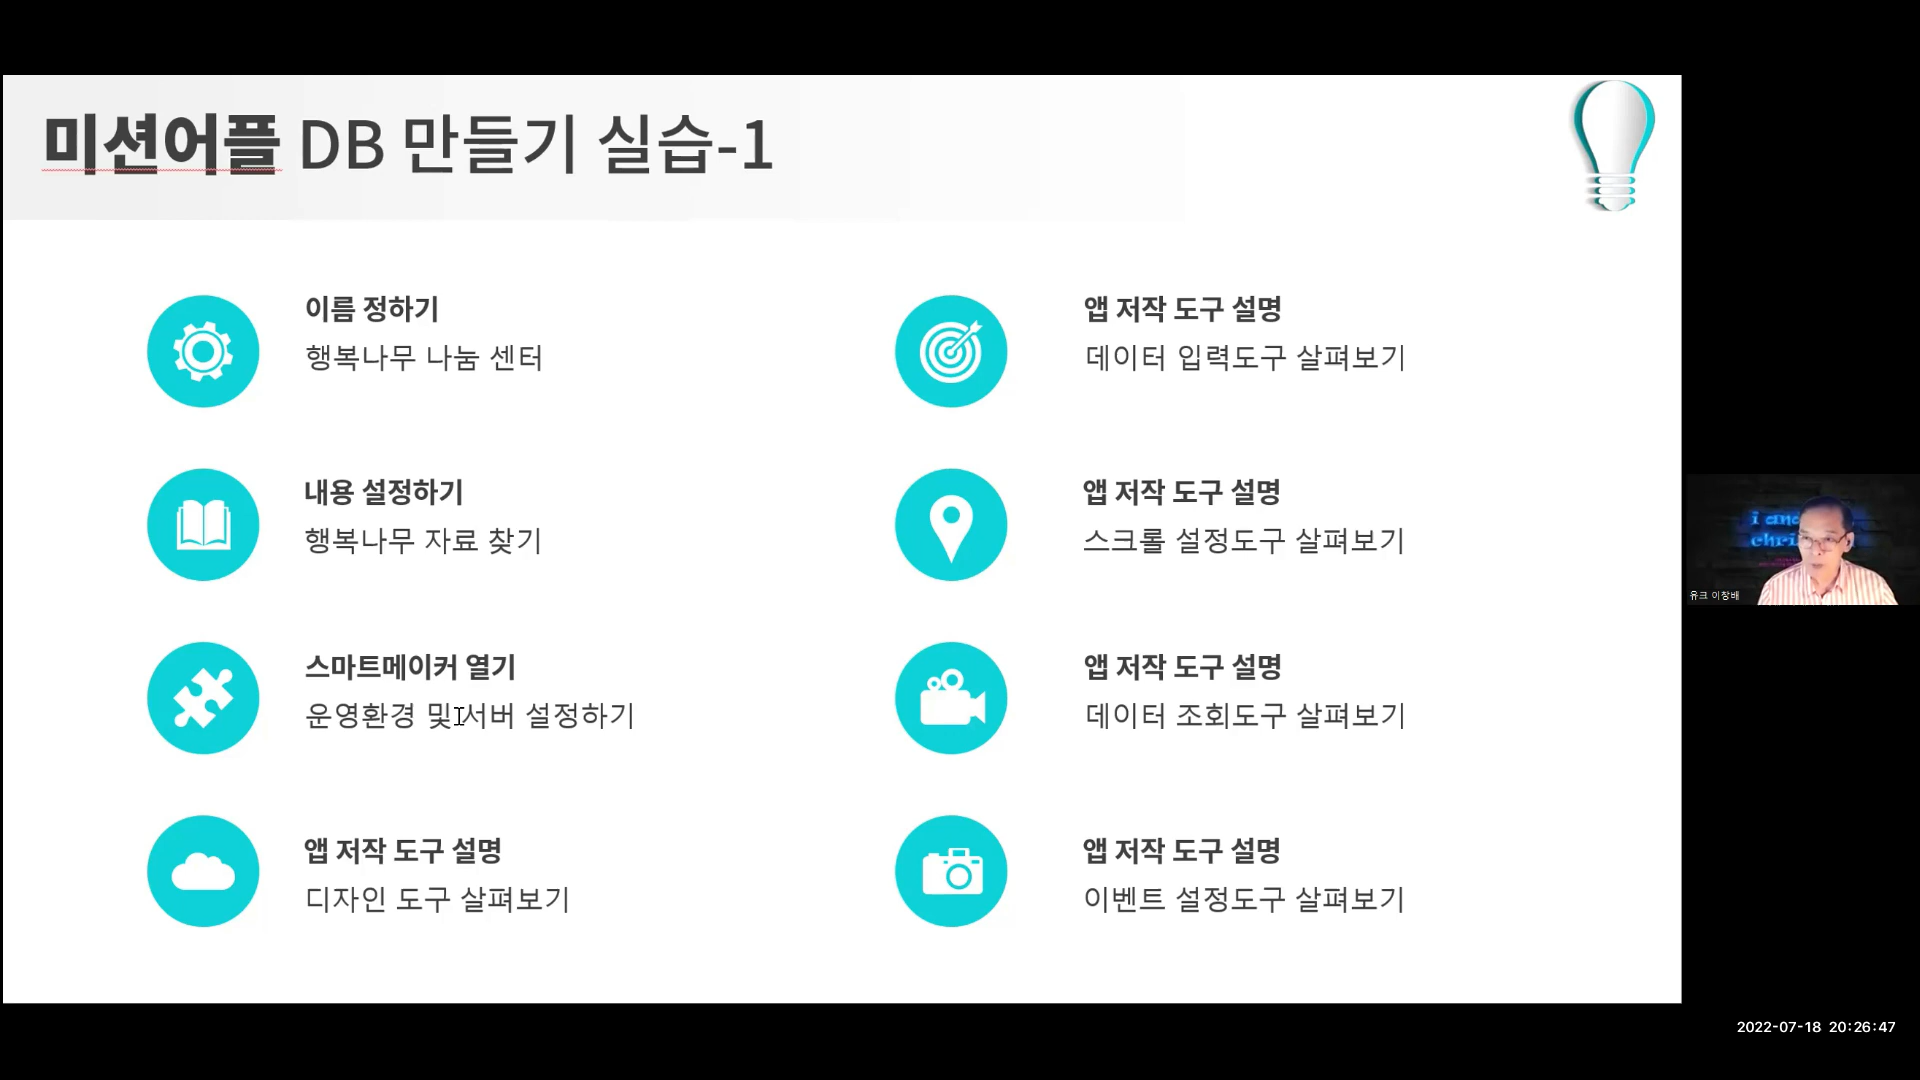 미션어플 DB 만들기 실습-1
이름 정하기
행복나무 나눔 센터
내용 설정하기
행복나무 자료 찾기
스마트메이커 열기
운영환경 및 서버 설정하기
앱 저작 도구 설명
디자인 도구 살펴보기
앱 저작 도구 설명
데이터 입력도구 살펴보기
앱 저작 도구 설명
스크롤 설정도구 살펴보기
앱 저작 도구 설명
데이터 조회도구 살펴보기
앱 저작 도구 설명
이벤트 설정도구 살펴보기
i and
chri
유크 이창배
2022-07-18 20:26:47